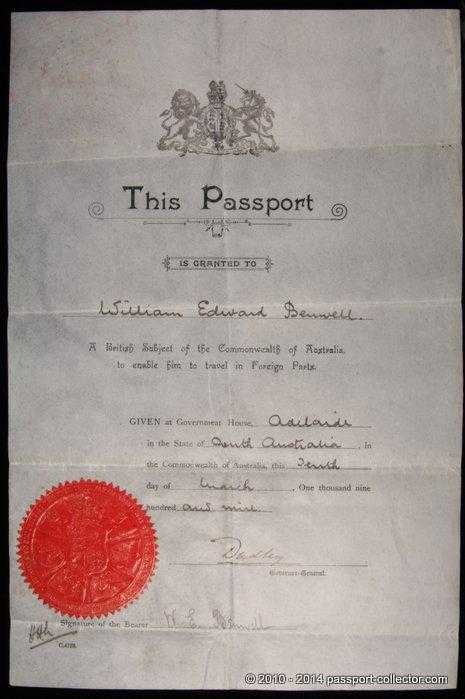 This Passport
IS GRANTED TO
William Edward Benwell.
A British Subject of the Commonwealth of Australia,
to enable him to travel in Foreign Parts.
GIVEN at Government House, Adelaide
in the State of South Australia, in
the Commonwealth of Australia, this Tenth
day of March, One thousand nine
hundred and nine.
Dudley
Governor-General.
Signature of the Bearer W. E. Benwell
© 2010 - 2014 passport-collector.com